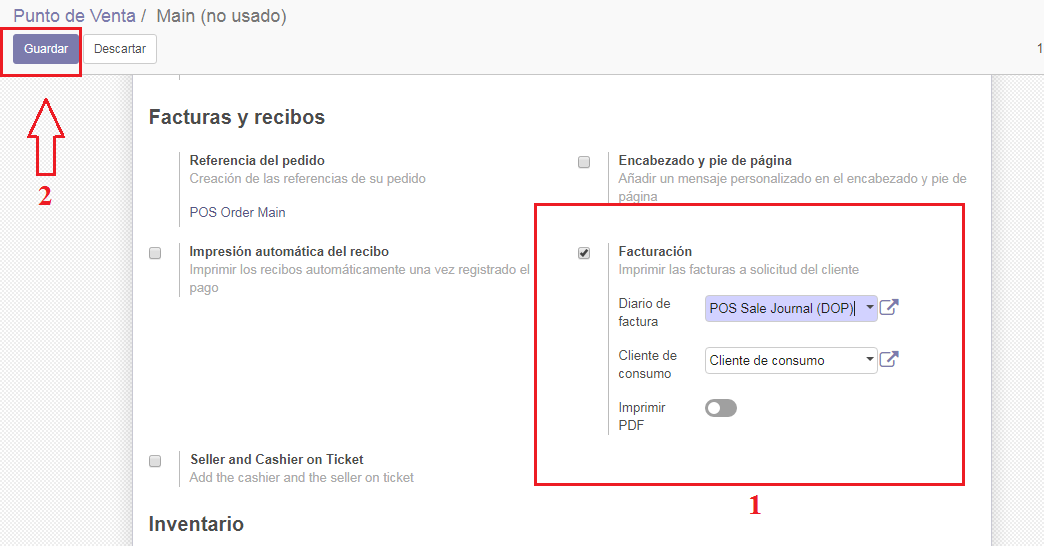 Punto de Venta / Main (no usado)
Guardar
Descartar
1
2
Facturas y recibos
Referencia del pedido
Creación de las referencias de su pedido
POS Order Main
Encabezado y pie de página
Añadir un mensaje personalizado en el encabezado y pie de
página
Impresión automática del recibo
Imprimir los recibos automáticamente una vez registrado el
pago
Facturación
Imprimir las facturas a solicitud del cliente
Diario de
factura
POS Sale Journal (DOP)
Cliente de
consumo
Cliente de consumo
Imprimir
PDF
Seller and Cashier on Ticket
Add the cashier and the seller on ticket
1
Inventario